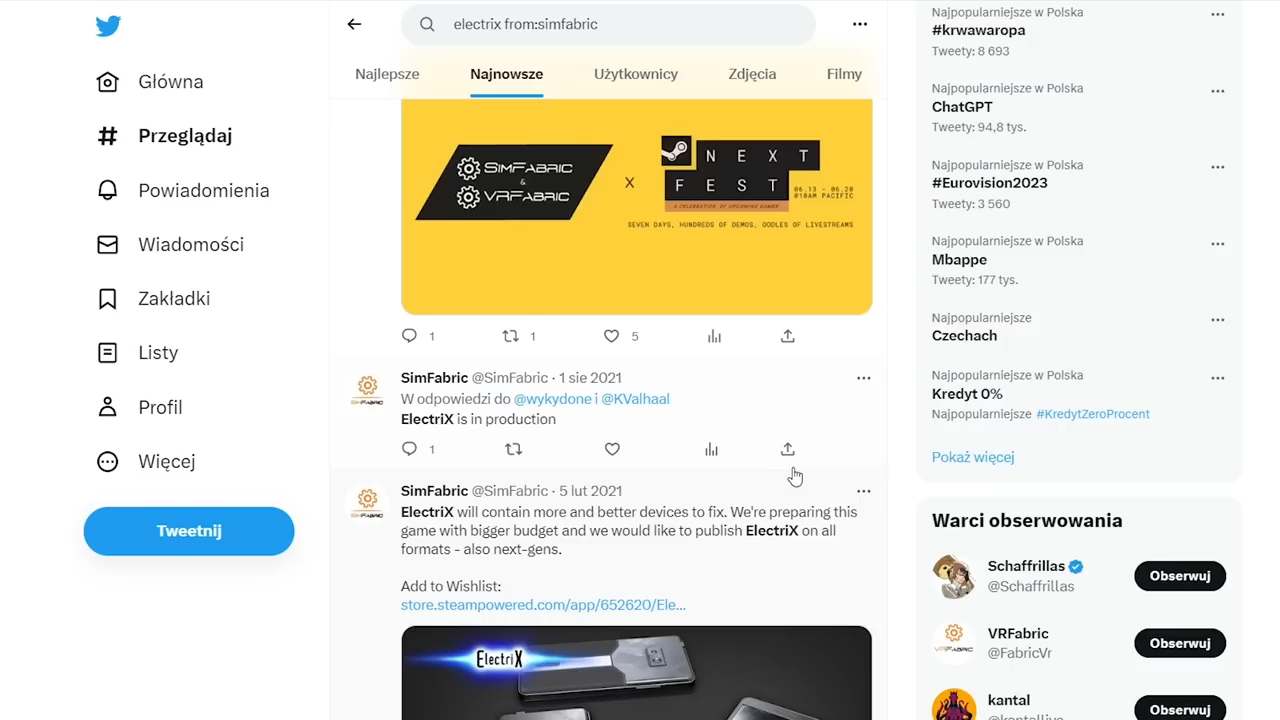 Główna
Przeglądaj
Powiadomienia
Wiadomości
Zakładki
Listy
Profil
Więcej
Tweetnij
electrix from:simfabric
Najlepsze
Najnowsze
Użytkownicy
Zdjęcia
Filmy
SIMFABRIC
&
VRFABRIC
X
NEXT
FEST
06.13 - 06.20
@10AM PACIFIC
A CELEBRATION OF UPCOMING GAMES
SEVEN DAYS, HUNDREDS OF DEMOS, OODLES OF LIVESTREAMS
1
1
5
SimFabric @SimFabric · 1 sie 2021
W odpowiedzi do @wykydone i @KValhaal
ElectriX is in production
1
SimFabric @SimFabric · 5 lut 2021
ElectriX will contain more and better devices to fix. We're preparing this
game with bigger budget and we would like to publish ElectriX on all
formats - also next-gens.
Add to Wishlist:
store.steampowered.com/app/652620/Ele...
ElectriX
Najpopularniejsze w Polska
#krwawaropa
Tweety: 8 693
Najpopularniejsze w Polska
ChatGPT
Tweety: 94,8 tys.
Najpopularniejsze w Polska
#Eurovision2023
Tweety: 3 560
Najpopularniejsze w Polska
Mbappe
Tweety: 177 tys.
Najpopularniejsze
Czechach
Najpopularniejsze w Polska
Kredyt 0%
Najpopularniejsze #KredytZeroProcent
Pokaż więcej
Warci obserwowania
Schaffrillas
@Schaffrillas
Obserwuj
VRFabric
@FabricVr
Obserwuj
kantal
@kantallive
Obserwuj